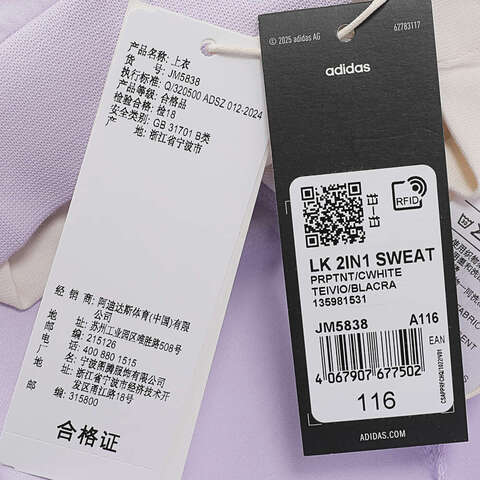 产品名称: 上衣
货 号: JM5838
执行标准: Q/320500 ADSZ 012-2024
产品等级: 合格品
检验合格: 检18
安全类别: GB 31701 B类
产 地: 浙江省宁波市
经 销 商: 阿迪达斯体育(中国)有限
公司
地 址: 苏州工业园区唯胜路508号
邮 编: 215126
电 话: 400 880 1515
制 造 商: 宁波图腾服饰有限公司
地 址: 浙江省宁波市经济技术开
发区甬江路18号
邮 编: 315800
合格证
© 2025 adidas AG
62783117
adidas
RFID
LK 2IN1 SWEAT
PRPTNT/CWHITE
TEIVIO/BLACRA
135981531
JM5838 A116
EAN
4 067907 677502
116
ADIDAS.COM